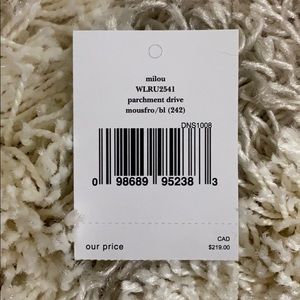 milou
WLRU2541
parchment drive
mousfro/bl (242)
DNS1008
0 98689 95238 3
our price
CAD
$219.00